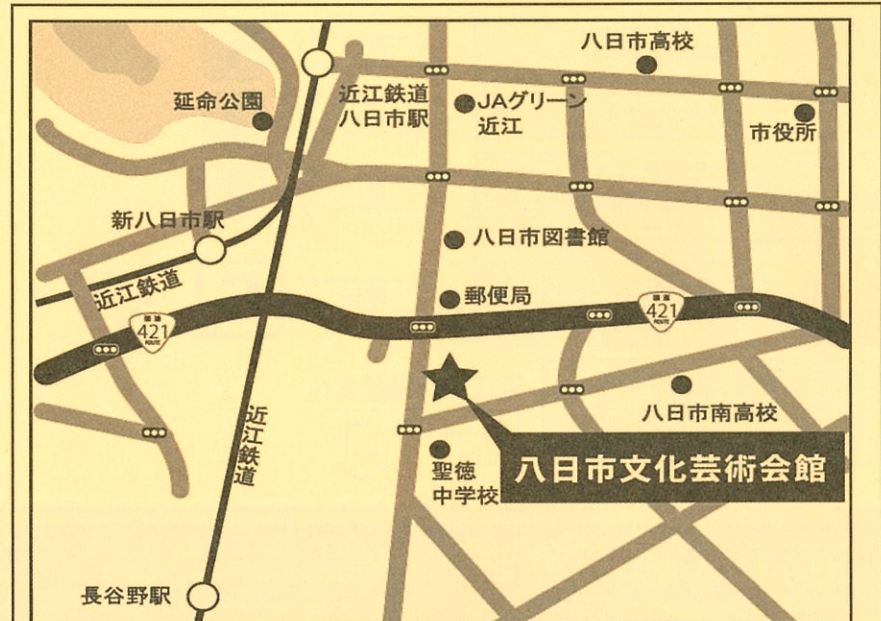 八日市高校
延命公園
近江鉄道
八日市駅
JAグリーン
近江
市役所
新八日市駅
八日市図書館
近江鉄道
郵便局
421
ROUTE
421
ROUTE
八日市南高校
近江鉄道
聖徳
中学校
八日市文化芸術会館
長谷野駅